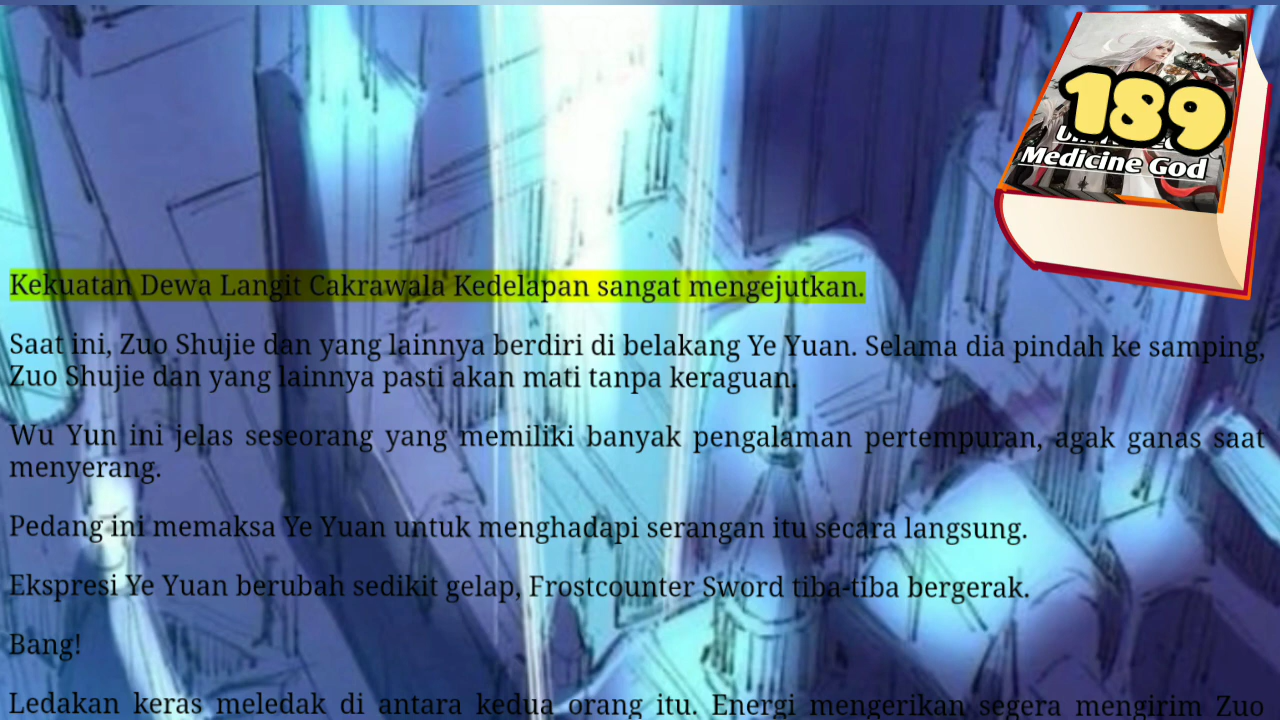 189
Medicine God
Kekuatan Dewa Langit Cakrawala Kedelapan sangat mengejutkan.
Saat ini, Zuo Shujie dan yang lainnya berdiri di belakang Ye Yuan. Selama dia pindah ke samping,
Zuo Shujie dan yang lainnya pasti akan mati tanpa keraguan.
Wu Yun ini jelas seseorang yang memiliki banyak pengalaman pertempuran, agak ganas saat
menyerang.
Pedang ini memaksa Ye Yuan untuk menghadapi serangan itu secara langsung.
Ekspresi Ye Yuan berubah sedikit gelap, Frostcounter Sword tiba-tiba bergerak.
Bang!
Ledakan keras meledak di antara kedua orang itu. Energi mengerikan segera mengirim Zuo